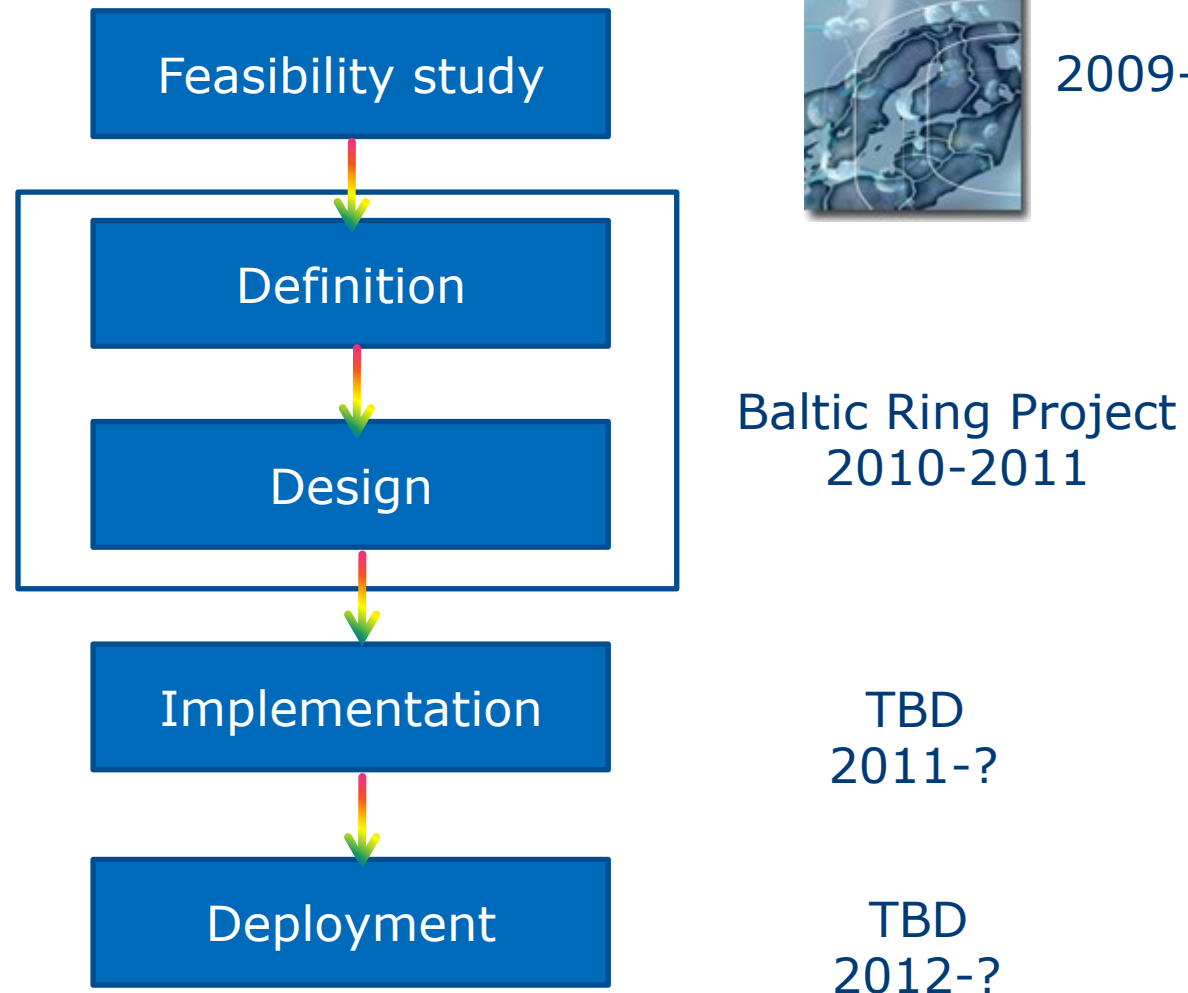 Feasibility study
2009-
Definition
Baltic Ring Project
2010-2011
Design
Implementation
TBD
2011-?
Deployment
TBD
2012-?